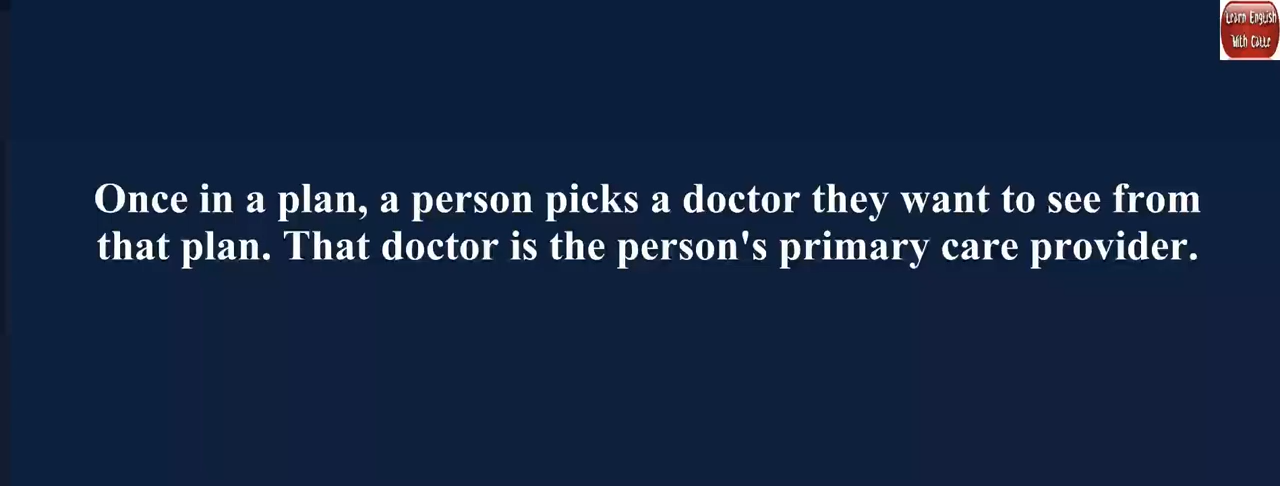 Learn English
With Catte
Once in a plan, a person picks a doctor they want to see from
that plan. That doctor is the person's primary care provider.